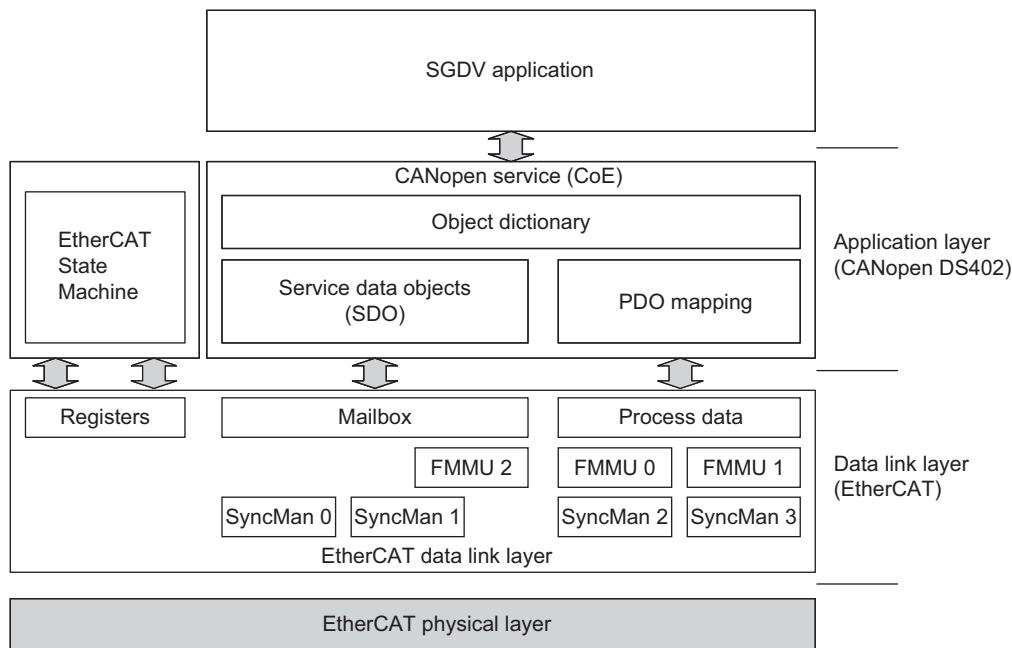 SGDV application
CANopen service (CoE)
Object dictionary
EtherCAT
State
Machine
Service data objects
(SDO)
PDO mapping
Application layer
(CANopen DS402)
Registers
Mailbox
Process data
FMMU 2
FMMU 0
FMMU 1
Data link layer
(EtherCAT)
SyncMan 0
SyncMan 1
SyncMan 2
SyncMan 3
EtherCAT data link layer
EtherCAT physical layer